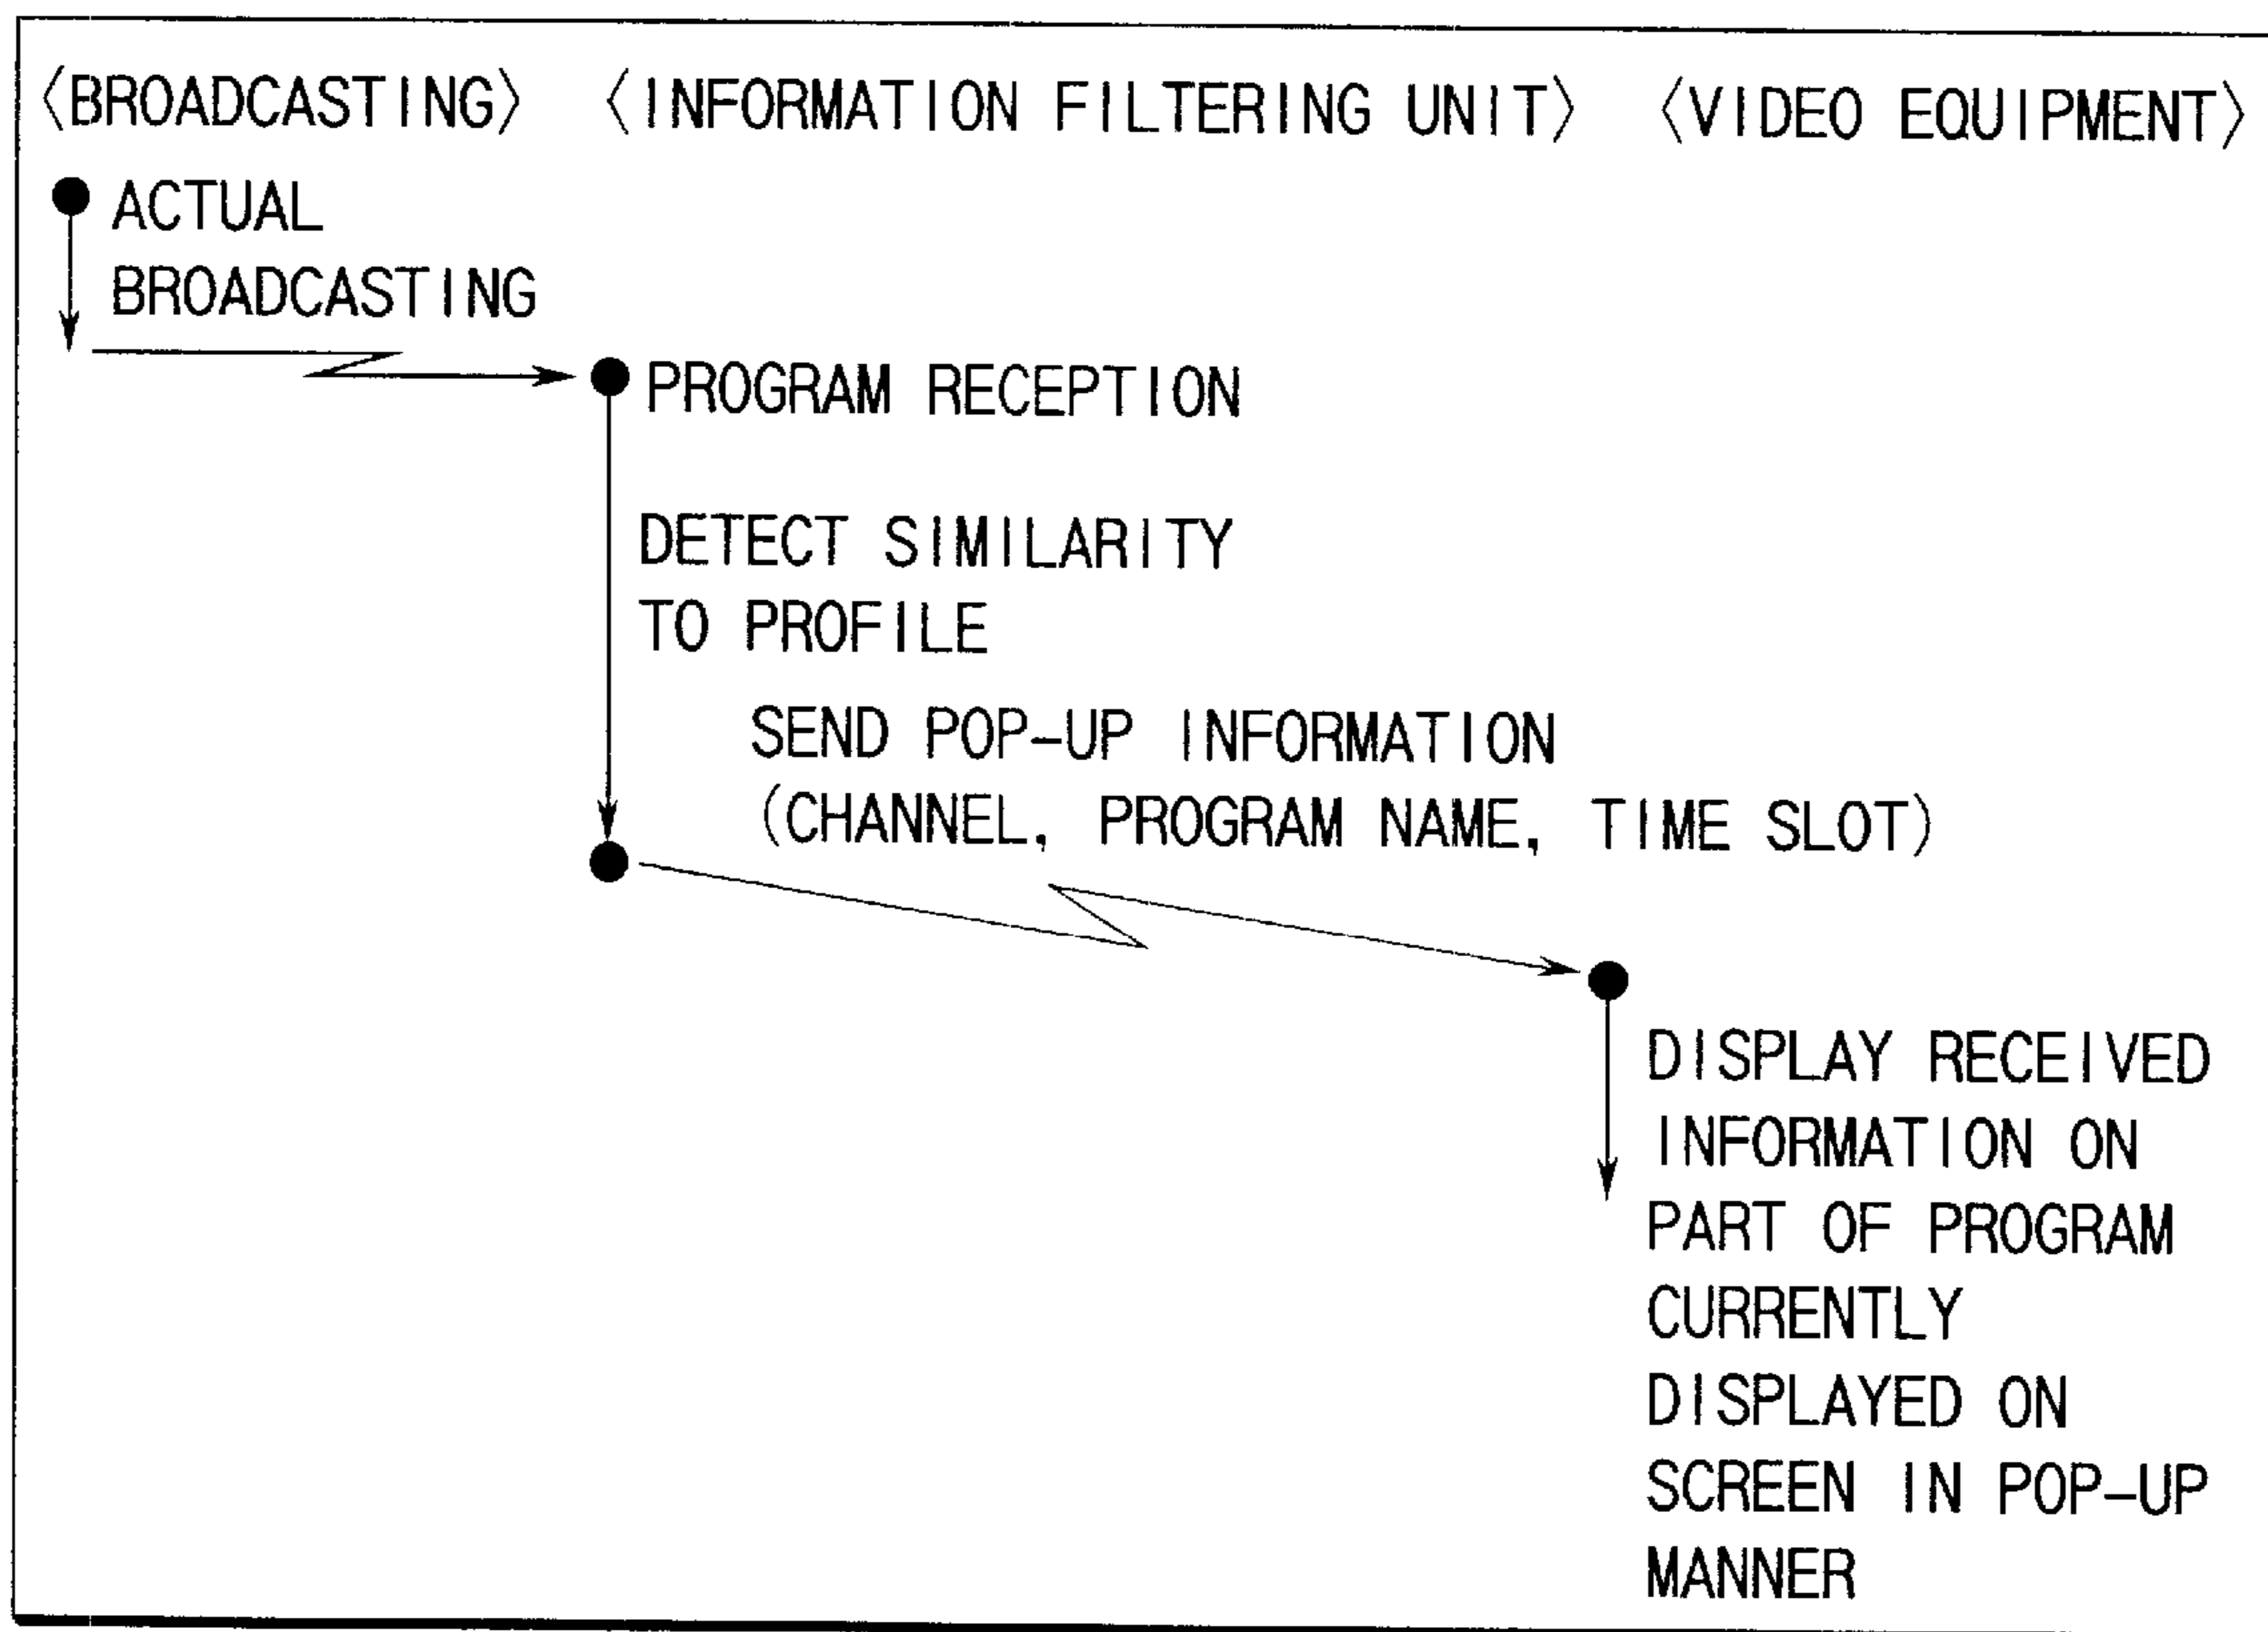 〈BROADCASTING〉 〈INFORMATION FILTERING UNIT〉 〈VIDEO EQUIPMENT〉
ACTUAL
BROADCASTING
PROGRAM RECEPTION
DETECT SIMILARITY
TO PROFILE
SEND POP-UP INFORMATION
(CHANNEL, PROGRAM NAME, TIME SLOT)
DISPLAY RECEIVED
INFORMATION ON
PART OF PROGRAM
CURRENTLY
DISPLAYED ON
SCREEN IN POP-UP
MANNER